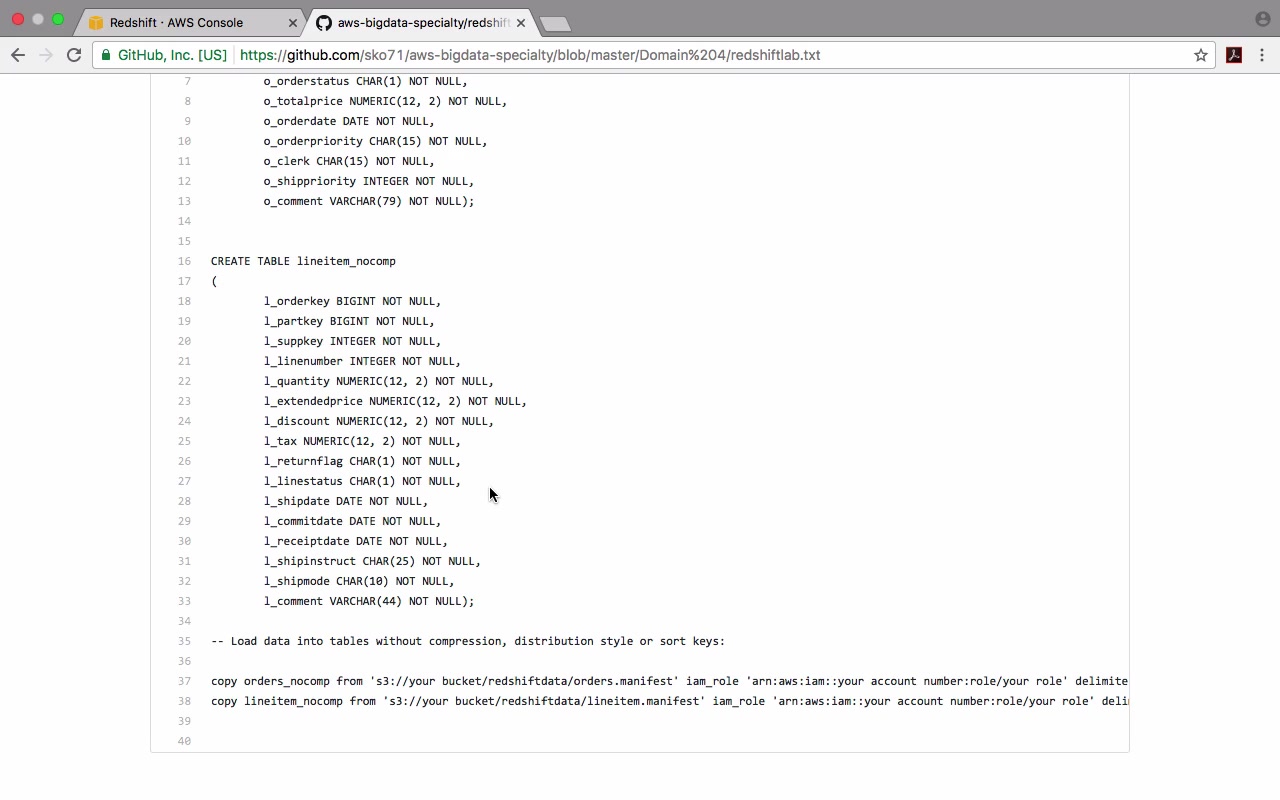 Redshift · AWS Console
aws-bigdata-specialty/redshift
GitHub, Inc. [US]
https://github.com/sko71/aws-bigdata-specialty/blob/master/Domain%204/redshiftlab.txt
7 o_orderstatus CHAR(1) NOT NULL,
8 o_totalprice NUMERIC(12, 2) NOT NULL,
9 o_orderdate DATE NOT NULL,
10 o_orderpriority CHAR(15) NOT NULL,
11 o_clerk CHAR(15) NOT NULL,
12 o_shippriority INTEGER NOT NULL,
13 o_comment VARCHAR(79) NOT NULL);
14
15
16 CREATE TABLE lineitem_nocomp
17 (
18 l_orderkey BIGINT NOT NULL,
19 l_partkey BIGINT NOT NULL,
20 l_suppkey INTEGER NOT NULL,
21 l_linenumber INTEGER NOT NULL,
22 l_quantity NUMERIC(12, 2) NOT NULL,
23 l_extendedprice NUMERIC(12, 2) NOT NULL,
24 l_discount NUMERIC(12, 2) NOT NULL,
25 l_tax NUMERIC(12, 2) NOT NULL,
26 l_returnflag CHAR(1) NOT NULL,
27 l_linestatus CHAR(1) NOT NULL,
28 l_shipdate DATE NOT NULL,
29 l_commitdate DATE NOT NULL,
30 l_receiptdate DATE NOT NULL,
31 l_shipinstruct CHAR(25) NOT NULL,
32 l_shipmode CHAR(10) NOT NULL,
33 l_comment VARCHAR(44) NOT NULL);
34
35 -- Load data into tables without compression, distribution style or sort keys:
36
37 copy orders_nocomp from 's3://your bucket/redshiftdata/orders.manifest' iam_role 'arn:aws:iam::your account number:role/your role' delimite
38 copy lineitem_nocomp from 's3://your bucket/redshiftdata/lineitem.manifest' iam_role 'arn:aws:iam::your account number:role/your role' deli
39
40